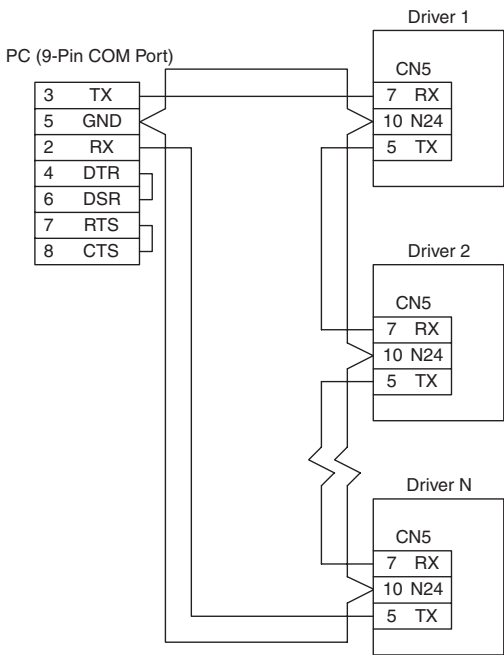 Driver 1
PC (9-Pin COM Port)
CN5
3 TX
5 GND
2 RX
4 DTR
6 DSR
7 RTS
8 CTS
7 RX
10 N24
5 TX
Driver 2
CN5
7 RX
10 N24
5 TX
Driver N
CN5
7 RX
10 N24
5 TX